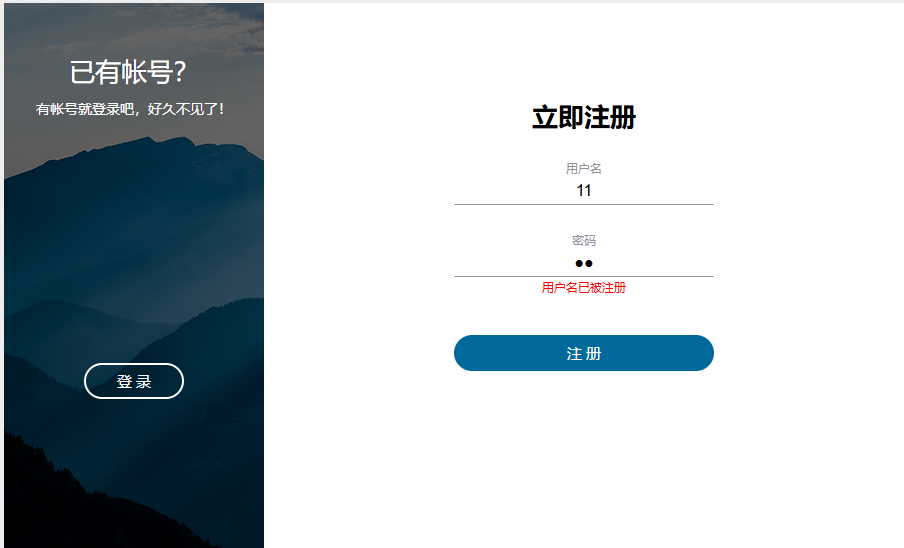 已有帐号？
有帐号就登录吧，好久不见了！
登 录
立即注册
用户名
11
密码
●●
用户名已被注册
注 册